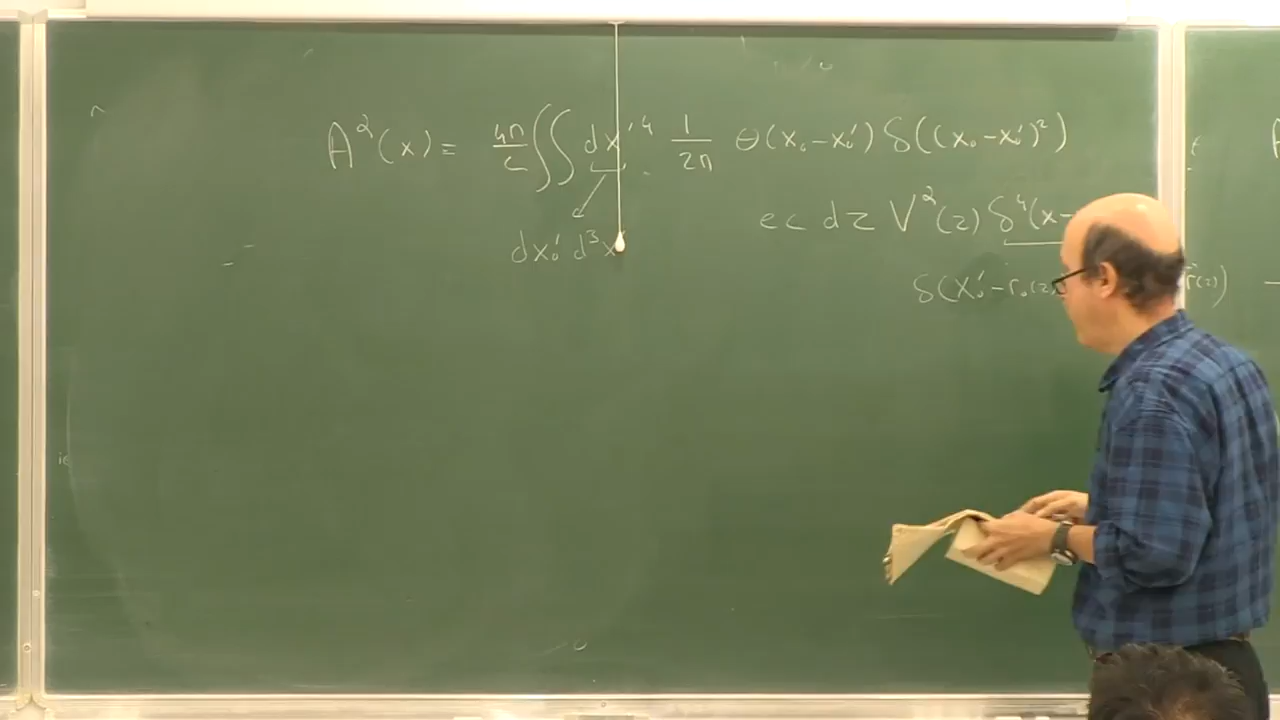 A^α(x) = 4π/c ∫∫ dx'^4 1/2π θ(x₀-x₀') δ((x₀-x₀')²)
ec dτ V^α(τ) δ⁴(x-
dx₀' d³x'
δ(x₀'-r₀(τ) r(τ))